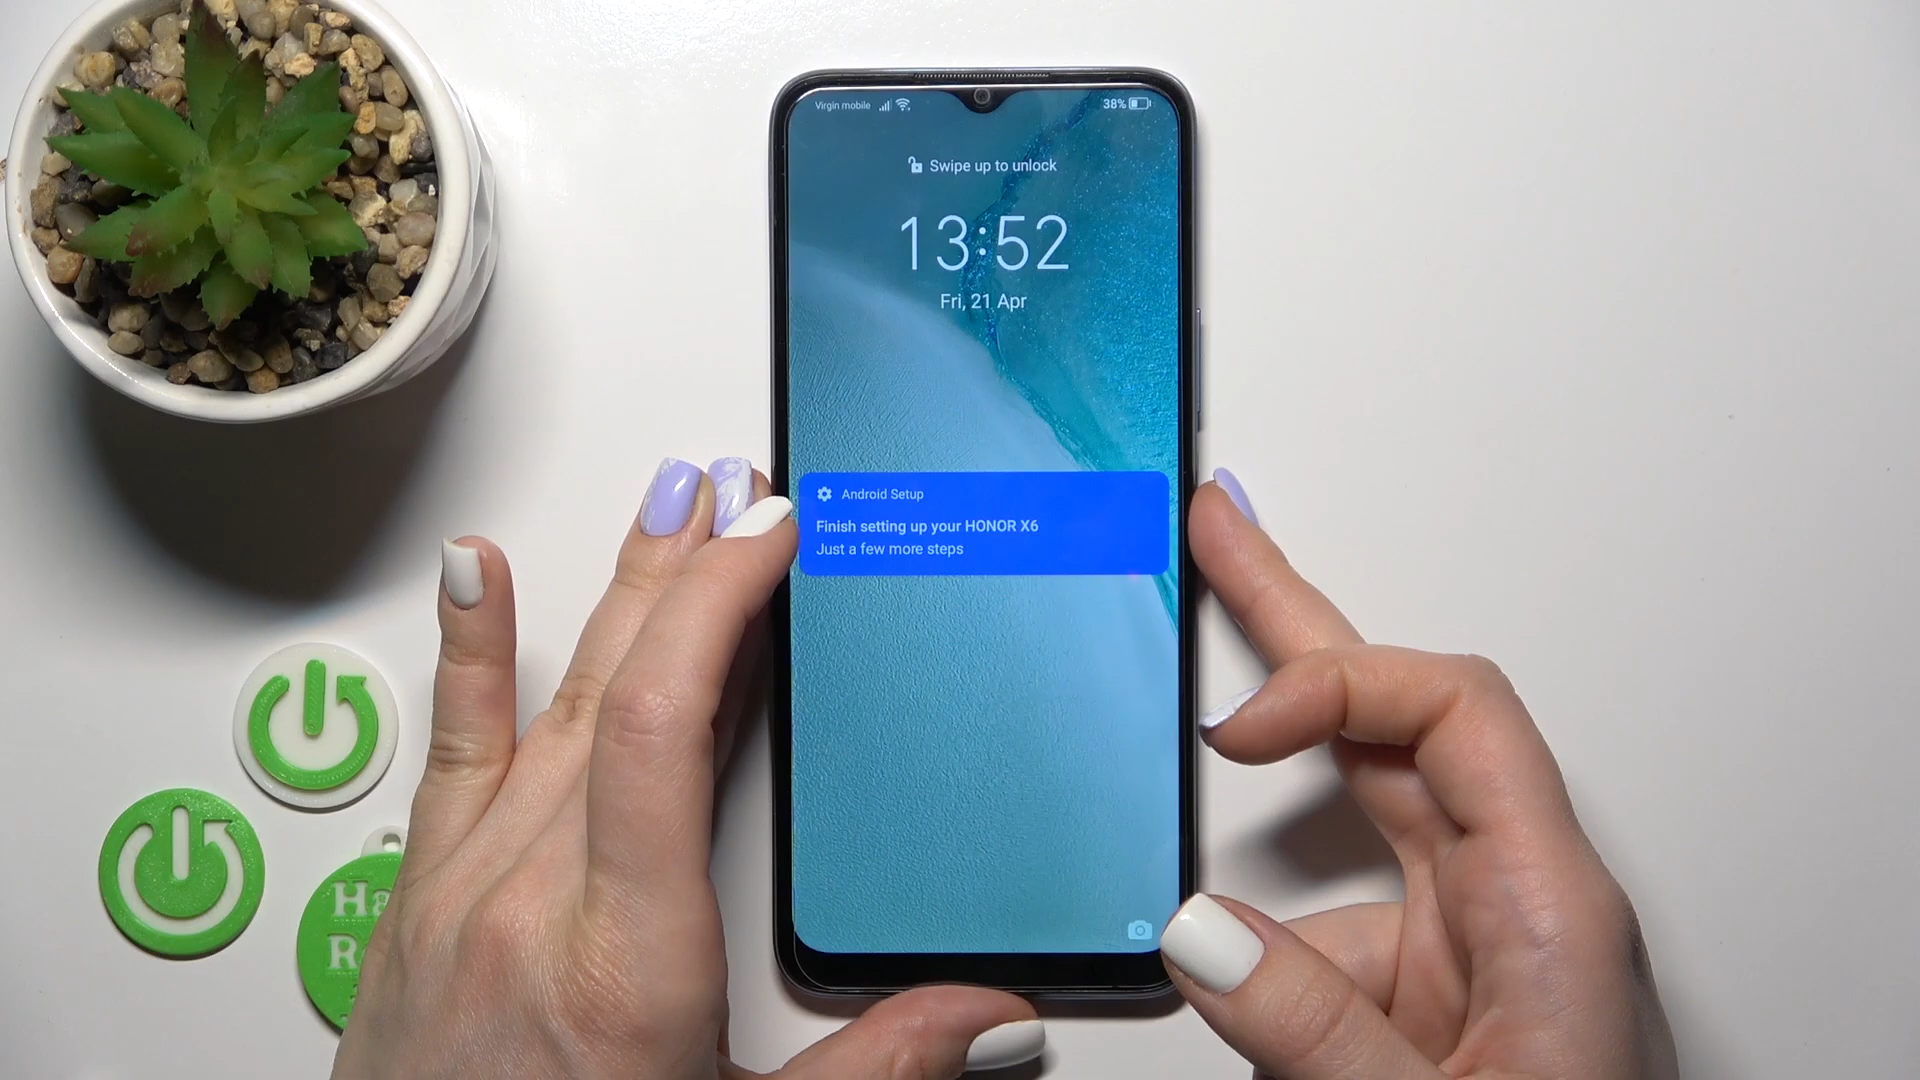 Virgin mobile
38%
Swipe up to unlock
13:52
Fri, 21 Apr
Android Setup
Finish setting up your HONOR X6
Just a few more steps
Ha
R